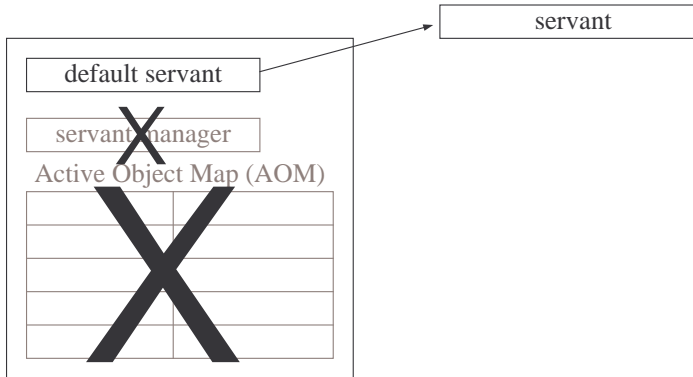 servant
default servant
servant manager
Active Object Map (AOM)